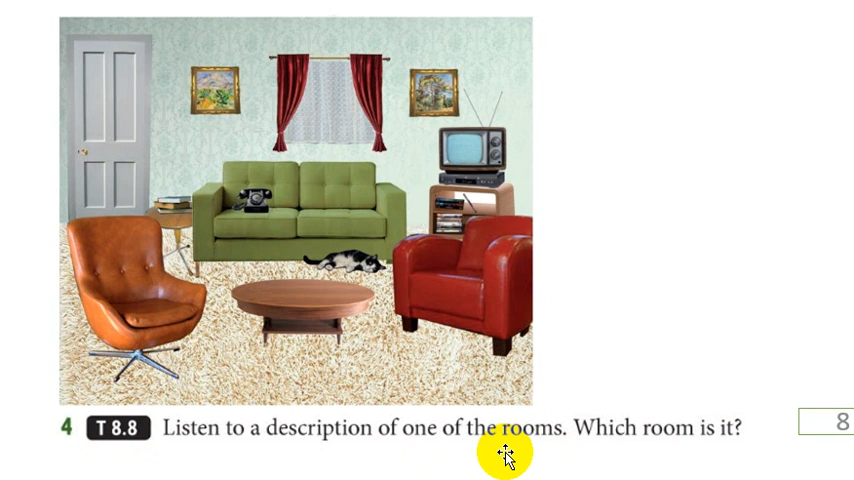 4 T 8.8 Listen to a description of one of the rooms. Which room is it?
8